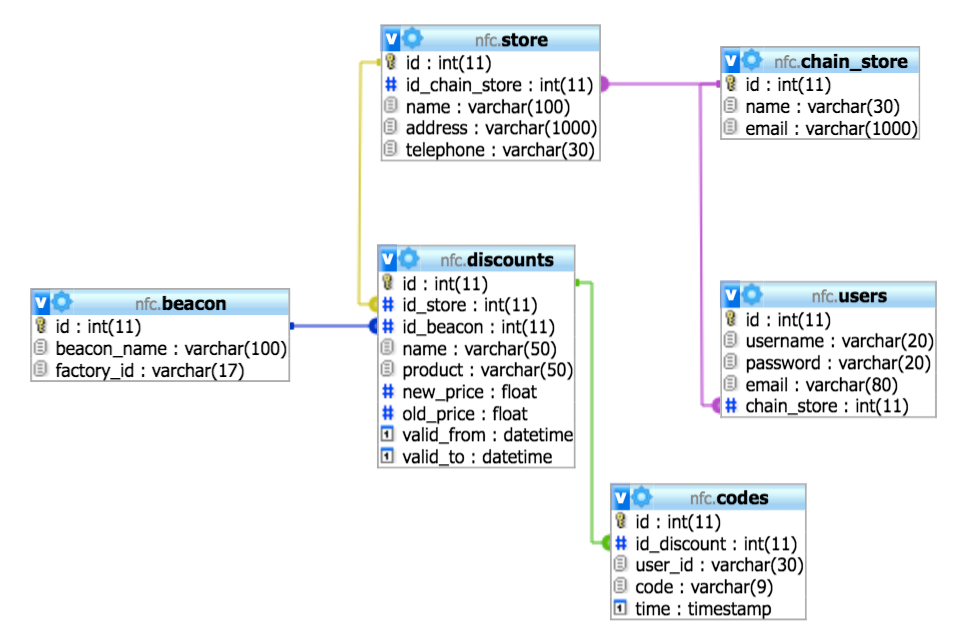 nfc.store
id : int(11)
id_chain_store : int(11)
name : varchar(100)
address : varchar(1000)
telephone : varchar(30)
nfc.chain_store
id : int(11)
name : varchar(30)
email : varchar(1000)
nfc.discounts
id : int(11)
id_store : int(11)
id_beacon : int(11)
name : varchar(50)
product : varchar(50)
new_price : float
old_price : float
valid_from : datetime
valid_to : datetime
nfc.beacon
id : int(11)
beacon_name : varchar(100)
factory_id : varchar(17)
nfc.users
id : int(11)
username : varchar(20)
password : varchar(20)
email : varchar(80)
chain_store : int(11)
nfc.codes
id : int(11)
id_discount : int(11)
user_id : varchar(30)
code : varchar(9)
time : timestamp